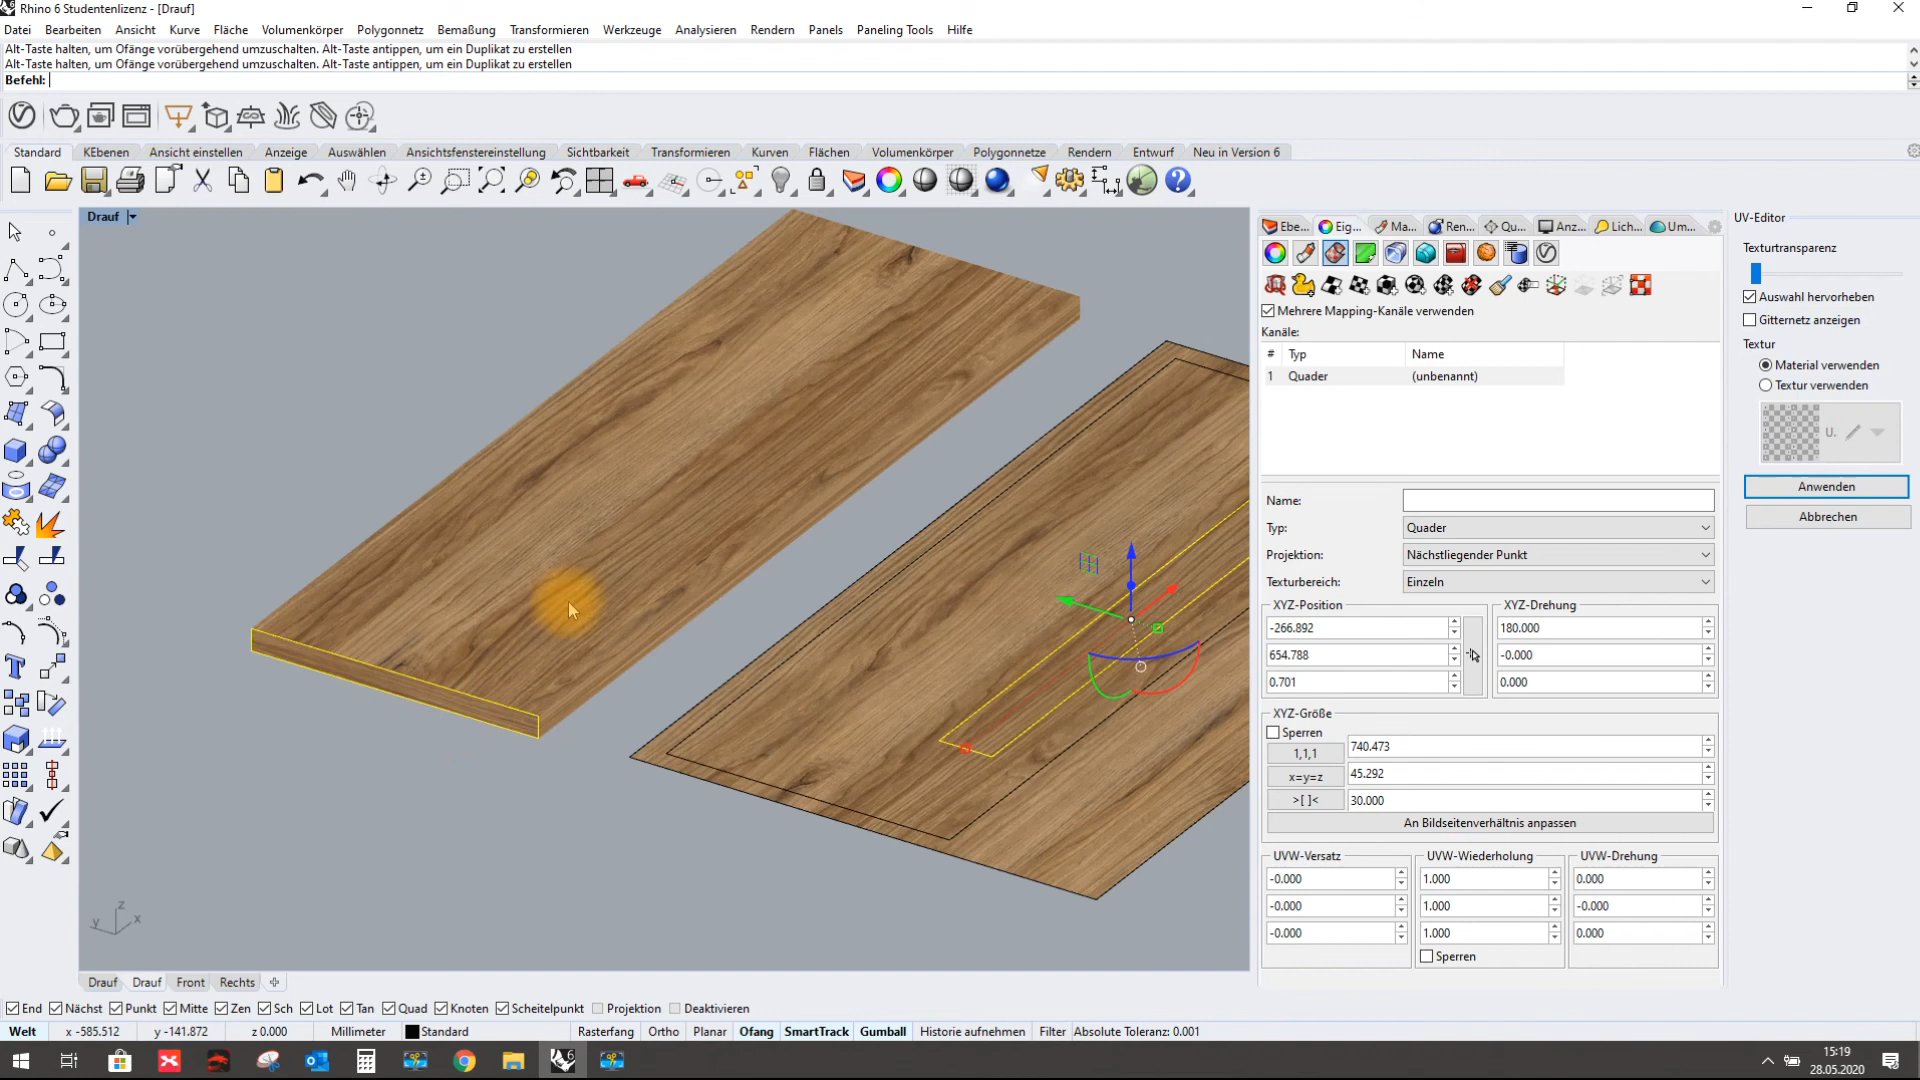 Rhino 6 Studentenlizenz - [Drauf]
Datei Bearbeiten Ansicht Kurve Fläche Volumenkörper Polygonnetz Bemaßung Transformieren Werkzeuge Analysieren Rendern Panels Paneling Tools Hilfe
Alt-Taste halten, um Ofänge vorübergehend umzuschalten. Alt-Taste antippen, um ein Duplikat zu erstellen
Alt-Taste halten, um Ofänge vorübergehend umzuschalten. Alt-Taste antippen, um ein Duplikat zu erstellen
Befehl:
Standard KEbenen Ansicht einstellen Anzeige Auswählen Ansichtsfenstereinstellung Sichtbarkeit Transformieren Kurven Flächen Volumenkörper Polygonnetze Rendern Entwurf Neu in Version 6
Drauf
Ebe... Eig... Ma... Ren... Qu... Anz... Lich... Um...
Mehrere Mapping-Kanäle verwenden
Kanäle:
# Typ Name
1 Quader (unbenannt)
Name:
Typ: Quader
Projektion: Nächstliegender Punkt
Texturbereich: Einzeln
XYZ-Position XYZ-Drehung
-266.892 180.000
654.788 -0.000
0.701 0.000
XYZ-Größe
Sperren
1,1,1 740.473
x=y=z 45.292
>[ ]< 30.000
An Bildseitenverhältnis anpassen
UVW-Versatz UVW-Wiederholung UVW-Drehung
-0.000 1.000 0.000
-0.000 1.000 -0.000
-0.000 1.000 0.000
Sperren
UV-Editor
Texturtransparenz
Auswahl hervorheben
Gitternetz anzeigen
Textur
Material verwenden
Textur verwenden
U.
Anwenden
Abbrechen
z
y x
Drauf Drauf Front Rechts
End Nächst Punkt Mitte Zen Sch Lot Tan Quad Knoten Scheitelpunkt Projektion Deaktivieren
Welt x -585.512 y -141.872 z 0.000 Millimeter Standard Rasterfang Ortho Planar Ofang SmartTrack Gumball Historie aufnehmen Filter Absolute Toleranz: 0.001
15:19
28.05.2020